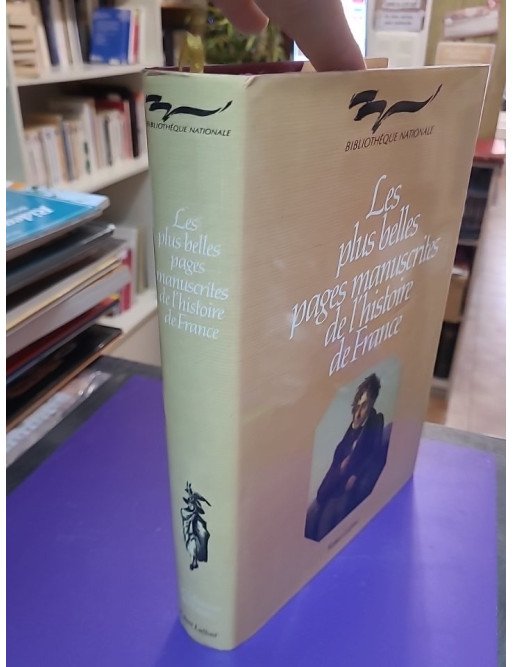 BIBLIOTHÈQUE NATIONALE
Les
plus belles
pages manuscrites
de l'histoire
de France
BIBLIOTHÈQUE NATIONALE
Les
plus belles
pages manuscrites
de l'histoire
de France